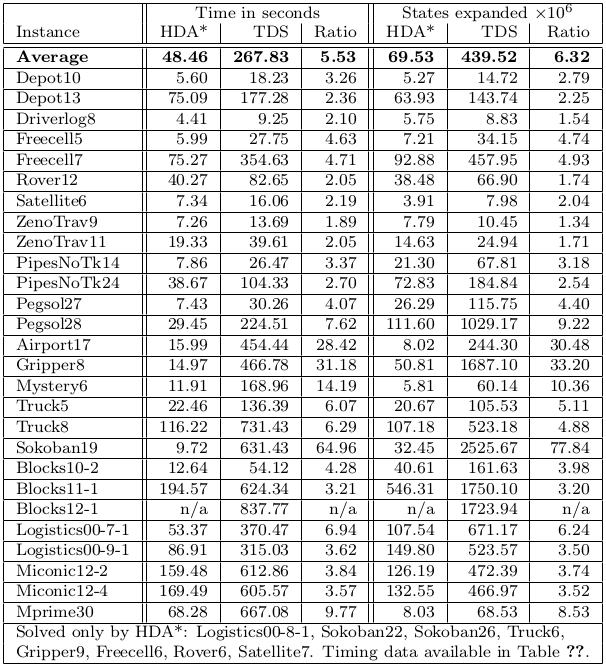 Time in seconds States expanded ×10⁶
Instance HDA* TDS Ratio HDA* TDS Ratio
Average 48.46 267.83 5.53 69.53 439.52 6.32
Depot10 5.60 18.23 3.26 5.27 14.72 2.79
Depot13 75.09 177.28 2.36 63.93 143.74 2.25
Driverlog8 4.41 9.25 2.10 5.75 8.83 1.54
Freecell5 5.99 27.75 4.63 7.21 34.15 4.74
Freecell7 75.27 354.63 4.71 92.88 457.95 4.93
Rover12 40.27 82.65 2.05 38.48 66.90 1.74
Satellite6 7.34 16.06 2.19 3.91 7.98 2.04
ZenoTrav9 7.26 13.69 1.89 7.79 10.45 1.34
ZenoTrav11 19.33 39.61 2.05 14.63 24.94 1.71
PipesNoTk14 7.86 26.47 3.37 21.30 67.81 3.18
PipesNoTk24 38.67 104.33 2.70 72.83 184.84 2.54
Pegsol27 7.43 30.26 4.07 26.29 115.75 4.40
Pegsol28 29.45 224.51 7.62 111.60 1029.17 9.22
Airport17 15.99 454.44 28.42 8.02 244.30 30.48
Gripper8 14.97 466.78 31.18 50.81 1687.10 33.20
Mystery6 11.91 168.96 14.19 5.81 60.14 10.36
Truck5 22.46 136.39 6.07 20.67 105.53 5.11
Truck8 116.22 731.43 6.29 107.18 523.18 4.88
Sokoban19 9.72 631.43 64.96 32.45 2525.67 77.84
Blocks10-2 12.64 54.12 4.28 40.61 161.63 3.98
Blocks11-1 194.57 624.34 3.21 546.31 1750.10 3.20
Blocks12-1 n/a 837.77 n/a n/a 1723.94 n/a
Logistics00-7-1 53.37 370.47 6.94 107.54 671.17 6.24
Logistics00-9-1 86.91 315.03 3.62 149.80 523.57 3.50
Miconic12-2 159.48 612.86 3.84 126.19 472.39 3.74
Miconic12-4 169.49 605.57 3.57 132.55 466.97 3.52
Mprime30 68.28 667.08 9.77 8.03 68.53 8.53
Solved only by HDA*: Logistics00-8-1, Sokoban22, Sokoban26, Truck6,
Gripper9, Freecell6, Rover6, Satellite7. Timing data available in Table ??.